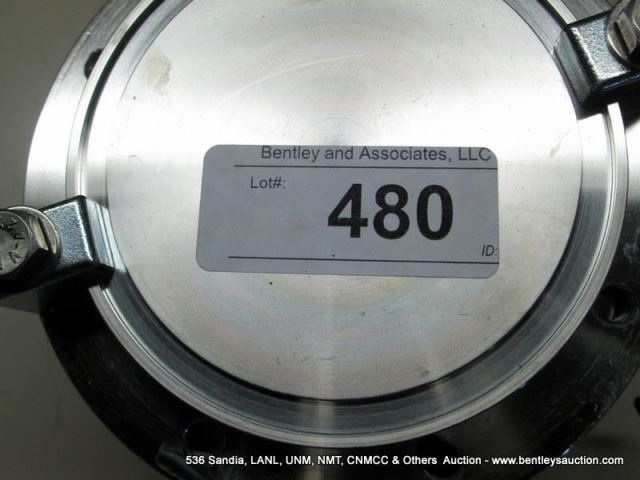 Bentley and Associates, LLC
Lot#:
480
ID:
536 Sandia, LANL, UNM, NMT, CNMCC & Others Auction - www.bentleysauction.com